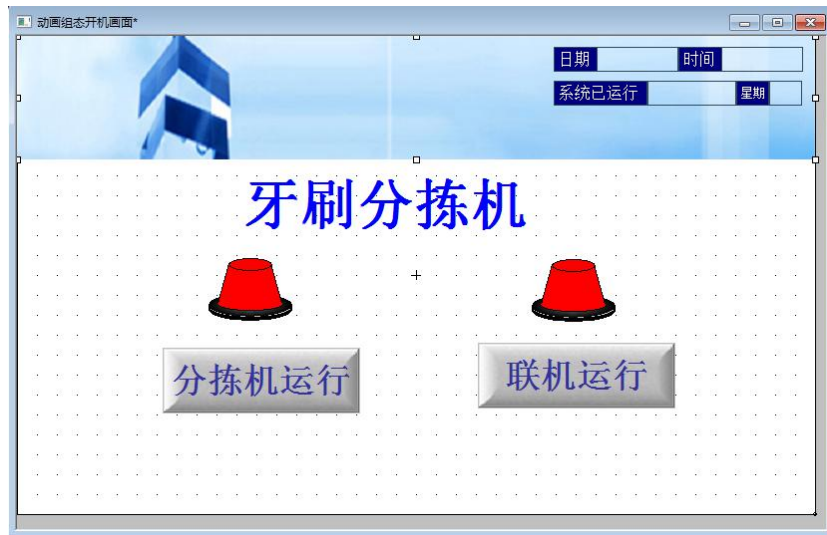 动画组态开机画面*
日期 时间
系统已运行 星期
牙刷分拣机
分拣机运行 联机运行